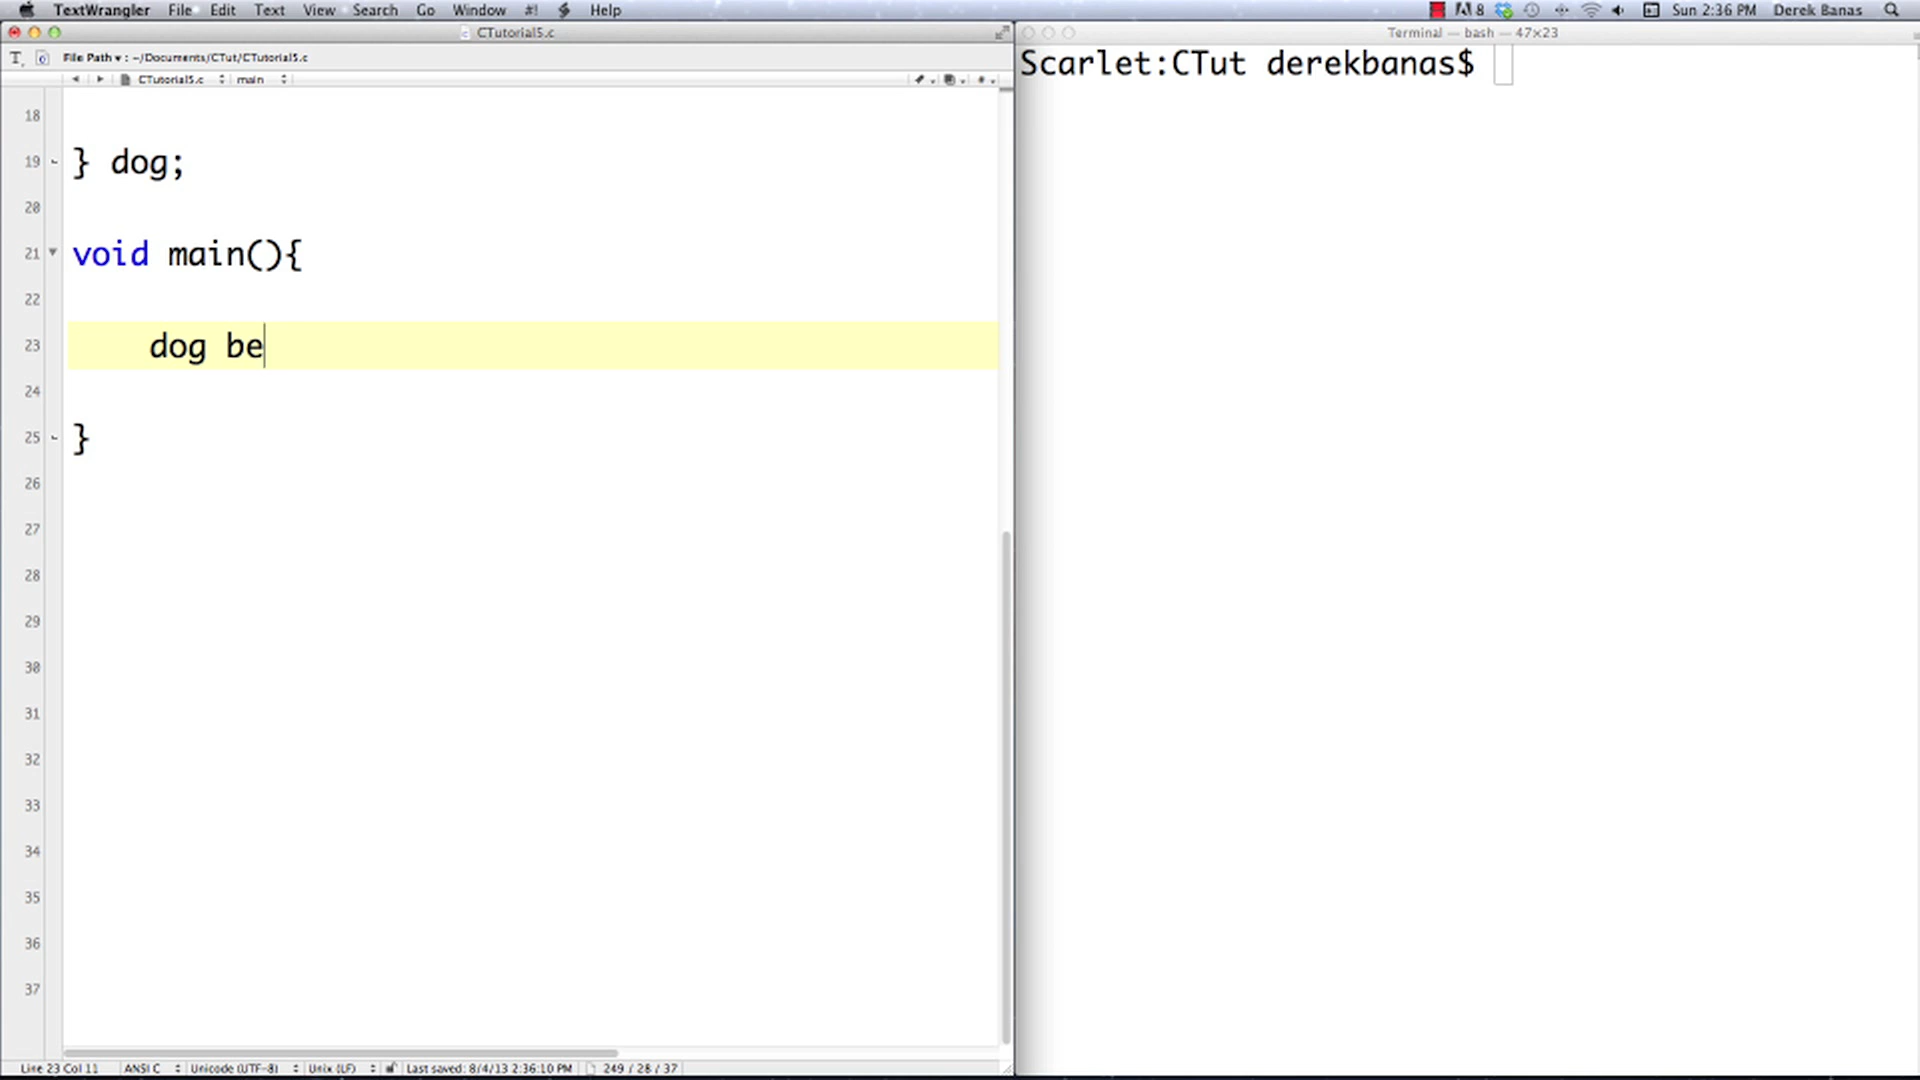 TextWrangler File Edit Text View Search Go Window #! Help 8 Sun 2:36 PM Derek Banas
CTutorial5.c
File Path ▾ : ~/Documents/CTut/CTutorial5.c
CTutorial5.c main
18
19 } dog;
20
21 void main(){
22
23 dog be
24
25 }
26
27
28
29
30
31
32
33
34
35
36
37
Line 23 Col 11 ANSI C Unicode (UTF-8) Unix (LF) Last saved: 8/4/13 2:36:10 PM 249 / 28 / 37
Terminal — bash — 47×23
Scarlet:CTut derekbanas$